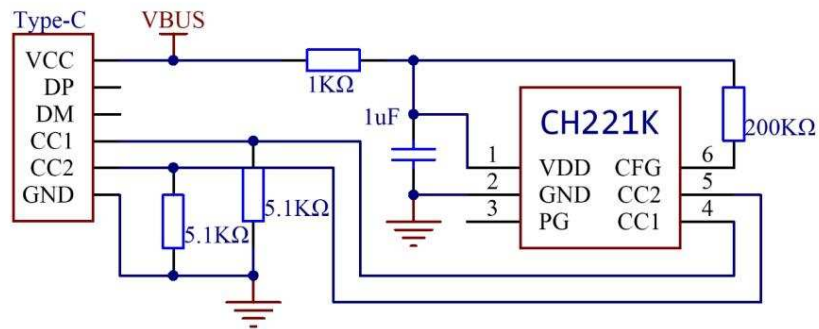 Type-C
VBUS
VCC
DP
DM
CC1
CC2
GND
1KΩ
1uF
5.1KΩ
5.1KΩ
CH221K
200KΩ
1 VDD CFG 6
2 GND CC2 5
3 PG CC1 4